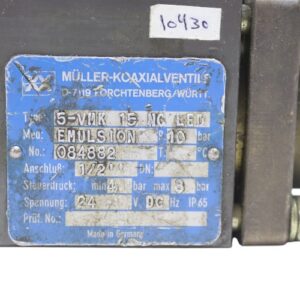 10430
MÜLLER-KOAXIALVENTILE
D-7119 FORCHTENBERG/WÜRTT.
Type: 5-VMK 15 NC LED
Med: EMULSION P: 10 bar
No.: 084882 T: °C
Anschluß: 1/2" DN:
Steuerdruck: min 4 bar max 8 bar
Spannung: 24 V. DC Hz IP 65
Prüf.No.:
Made in Germany